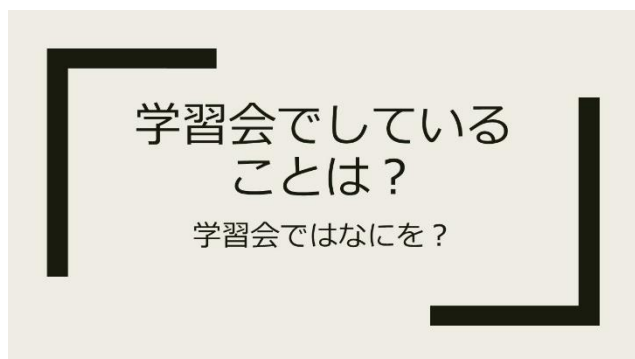 学習会でしている
ことは？
学習会ではなにを？